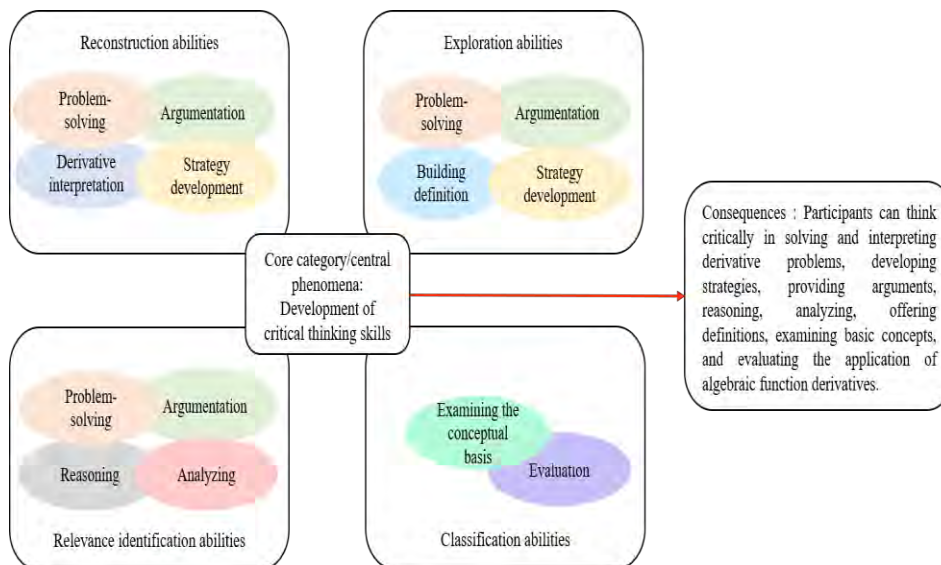 Reconstruction abilities
Problem-
solving
Argumentation
Derivative
interpretation
Strategy
development
Exploration abilities
Problem-
solving
Argumentation
Building
definition
Strategy
development
Core category/central
phenomena:
Development of
critical thinking skills
Consequences : Participants can think
critically in solving and interpreting
derivative problems, developing
strategies, providing arguments,
reasoning, analyzing, offering
definitions, examining basic concepts,
and evaluating the application of
algebraic function derivatives.
Problem-
solving
Argumentation
Reasoning
Analyzing
Relevance identification abilities
Examining the
conceptual
basis
Evaluation
Classification abilities